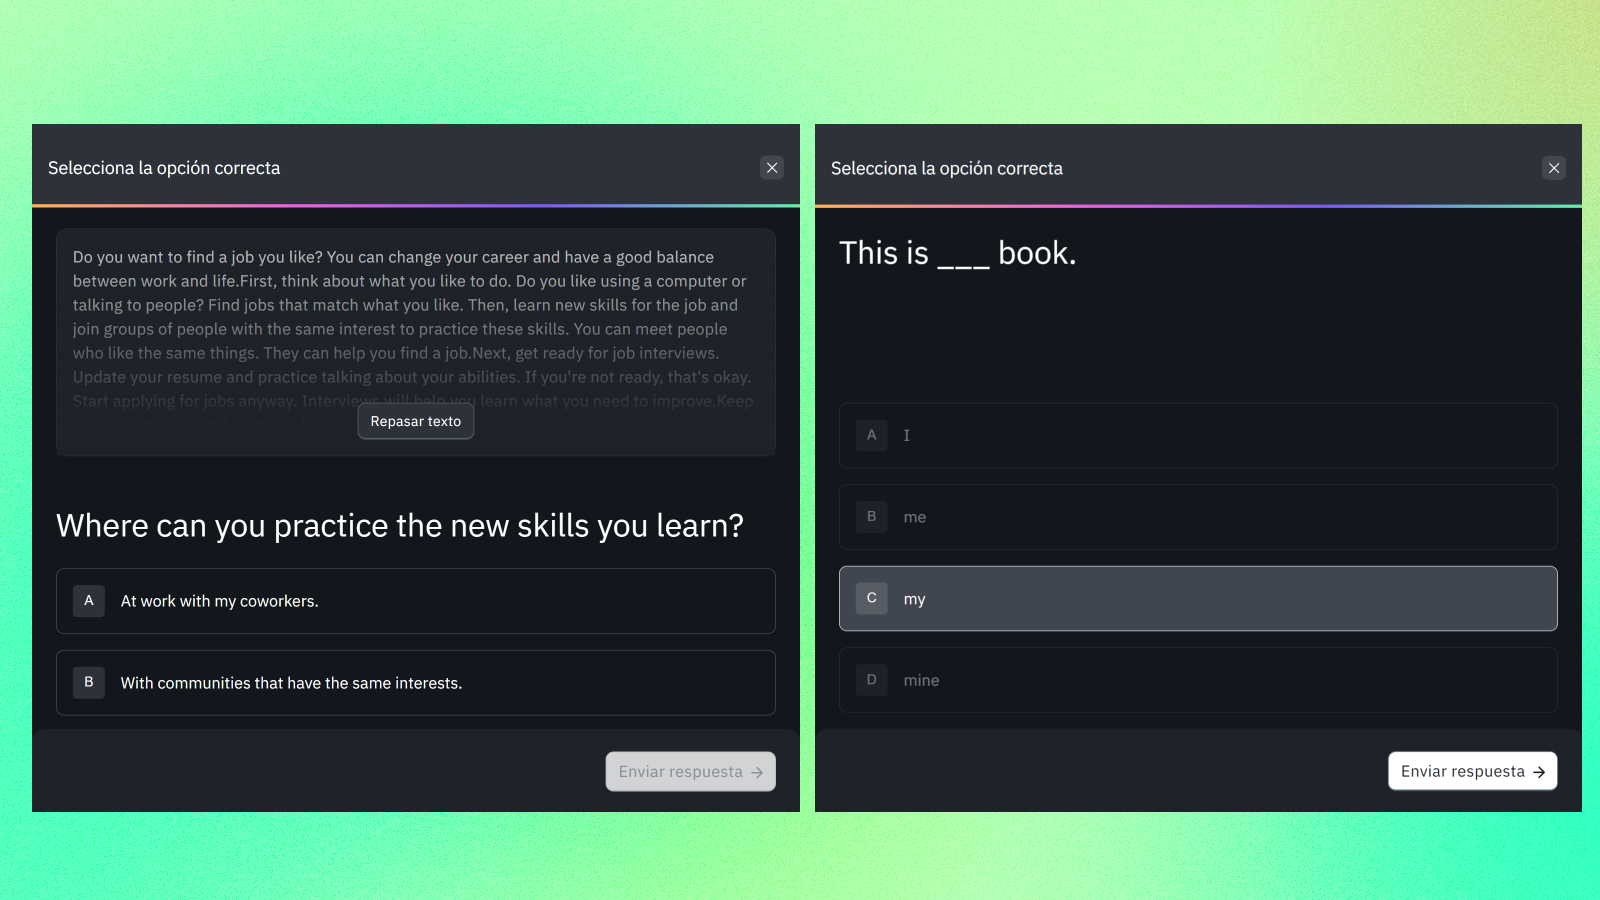 Selecciona la opción correcta
Do you want to find a job you like? You can change your career and have a good balance
between work and life.First, think about what you like to do. Do you like using a computer or
talking to people? Find jobs that match what you like. Then, learn new skills for the job and
join groups of people with the same interest to practice these skills. You can meet people
who like the same things. They can help you find a job.Next, get ready for job interviews.
Update your resume and practice talking about your abilities. If you're not ready, that's okay.
Start applying for jobs anyway. Interviews will help you learn what you need to improve.Keep
Repasar texto
Where can you practice the new skills you learn?
A At work with my coworkers.
B With communities that have the same interests.
Enviar respuesta →
Selecciona la opción correcta
This is ___ book.
A I
B me
C my
D mine
Enviar respuesta →